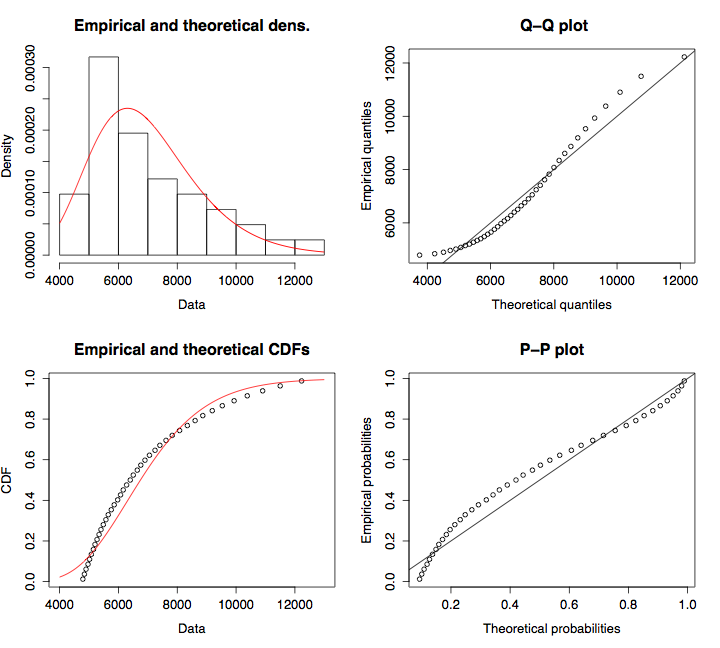 Empirical and theoretical dens.
Density
0.00000 0.00010 0.00020 0.00030
4000 6000 8000 10000 12000
Data
Q−Q plot
Empirical quantiles
6000 8000 10000 12000
4000 6000 8000 10000 12000
Theoretical quantiles
Empirical and theoretical CDFs
CDF
0.0 0.2 0.4 0.6 0.8 1.0
4000 6000 8000 10000 12000
Data
P−P plot
Empirical probabilities
0.0 0.2 0.4 0.6 0.8 1.0
0.2 0.4 0.6 0.8 1.0
Theoretical probabilities